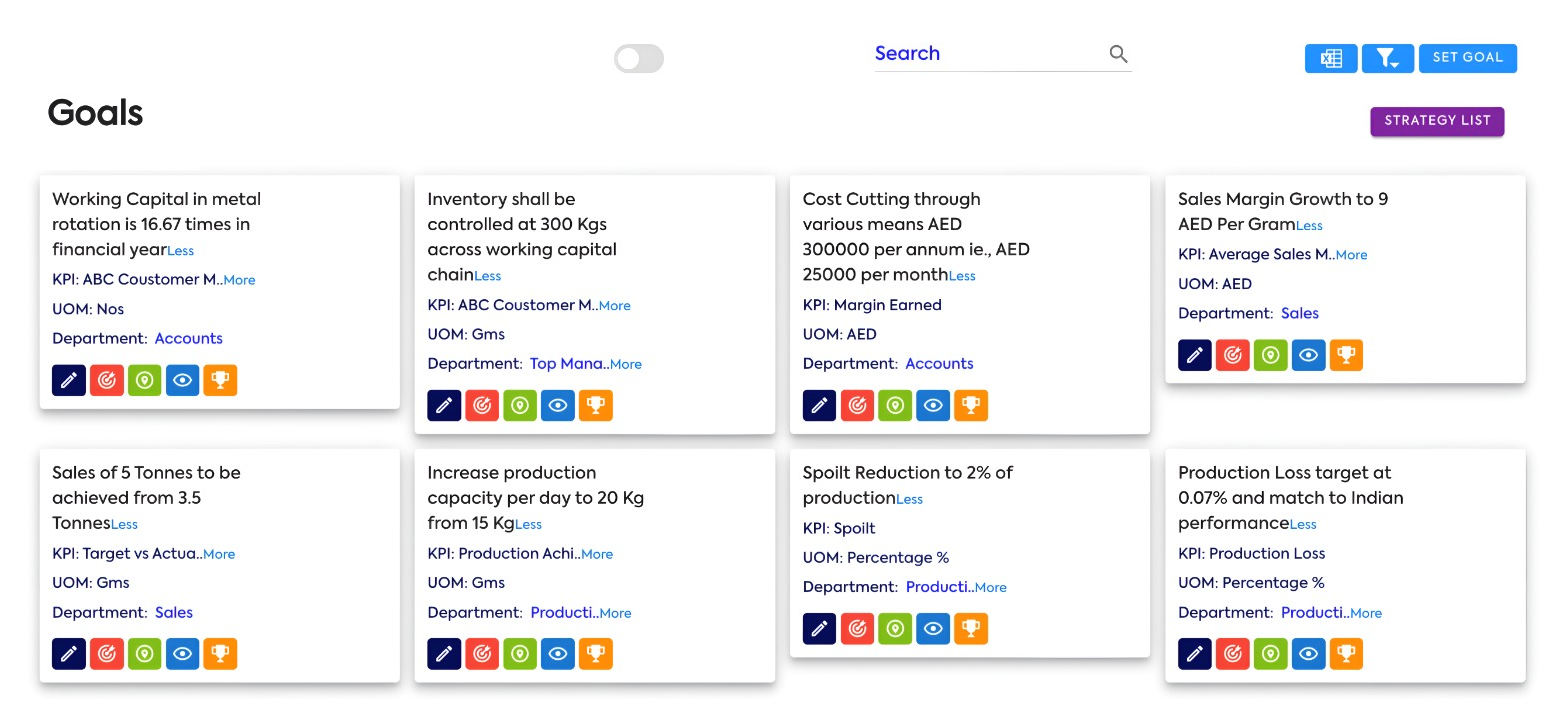 Search
SET GOAL
Goals
STRATEGY LIST
Working Capital in metal
rotation is 16.67 times in
financial yearLess
KPI: ABC Coustomer M..More
UOM: Nos
Department: Accounts
Inventory shall be
controlled at 300 Kgs
across working capital
chainLess
KPI: ABC Coustomer M..More
UOM: Gms
Department: Top Mana..More
Cost Cutting through
various means AED
300000 per annum ie., AED
25000 per monthLess
KPI: Margin Earned
UOM: AED
Department: Accounts
Sales Margin Growth to 9
AED Per GramLess
KPI: Average Sales M..More
UOM: AED
Department: Sales
Sales of 5 Tonnes to be
achieved from 3.5
TonnesLess
KPI: Target vs Actua..More
UOM: Gms
Department: Sales
Increase production
capacity per day to 20 Kg
from 15 KgLess
KPI: Production Achi..More
UOM: Gms
Department: Producti..More
Spoilt Reduction to 2% of
productionLess
KPI: Spoilt
UOM: Percentage %
Department: Producti..More
Production Loss target at
0.07% and match to Indian
performanceLess
KPI: Production Loss
UOM: Percentage %
Department: Producti..More